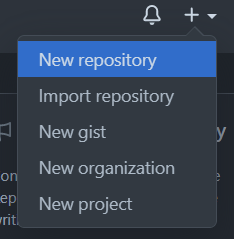 New repository
Import repository
New gist
New organization
New project